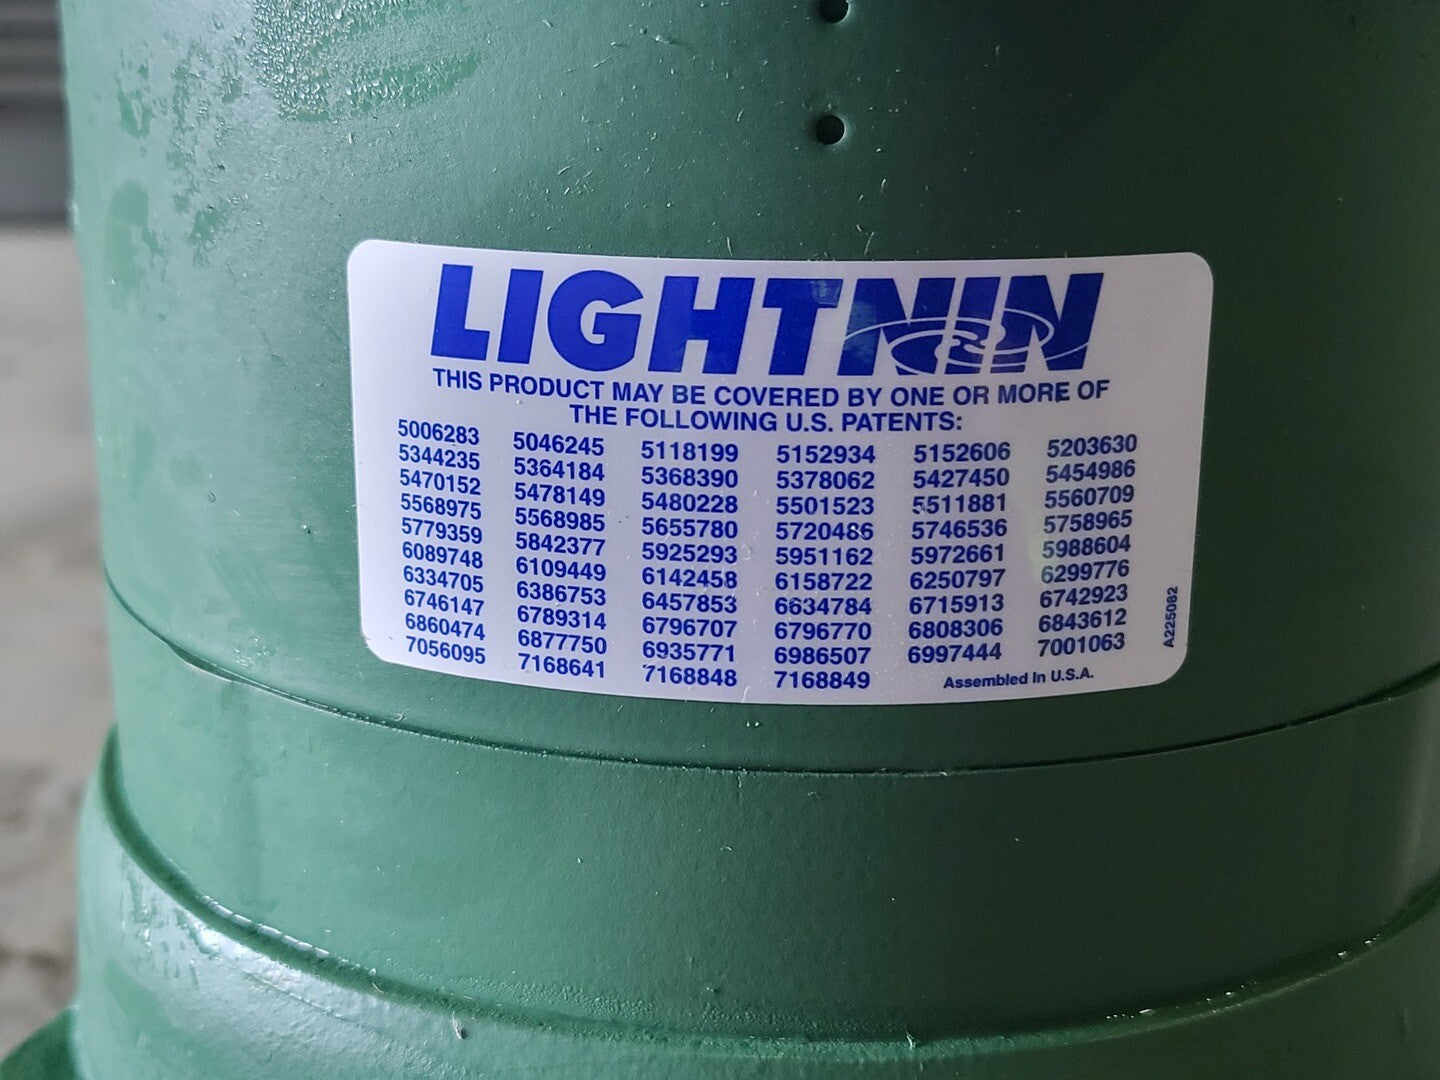 LIGHTNIN
THIS PRODUCT MAY BE COVERED BY ONE OR MORE OF
THE FOLLOWING U.S. PATENTS:
5006283 5046245 5118199 5152934 5152606 5203630
5344235 5364184 5368390 5378062 5427450 5454986
5470152 5478149 5480228 5501523 5511881 5560709
5568975 5568985 5655780 5720486 5746536 5758965
5779359 5842377 5925293 5951162 5972661 5988604
6089748 6109449 6142458 6158722 6250797 6299776
6334705 6386753 6457853 6634784 6715913 6742923
6746147 6789314 6796707 6796770 6808306 6843612
6860474 6877750 6935771 6986507 6997444 7001063
7056095 7168641 7168848 7168849 Assembled In U.S.A.
A225082